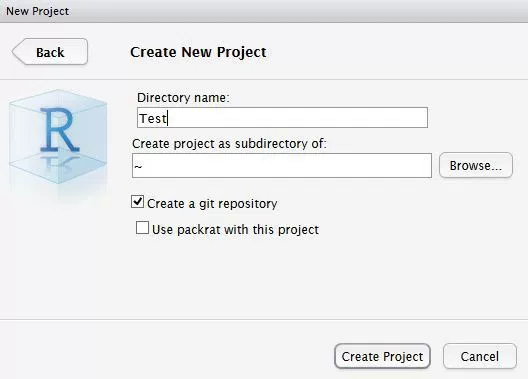 New Project
Back
Create New Project
R
Directory name:
Test
Create project as subdirectory of:
~
Browse...
Create a git repository
Use packrat with this project
Create Project
Cancel